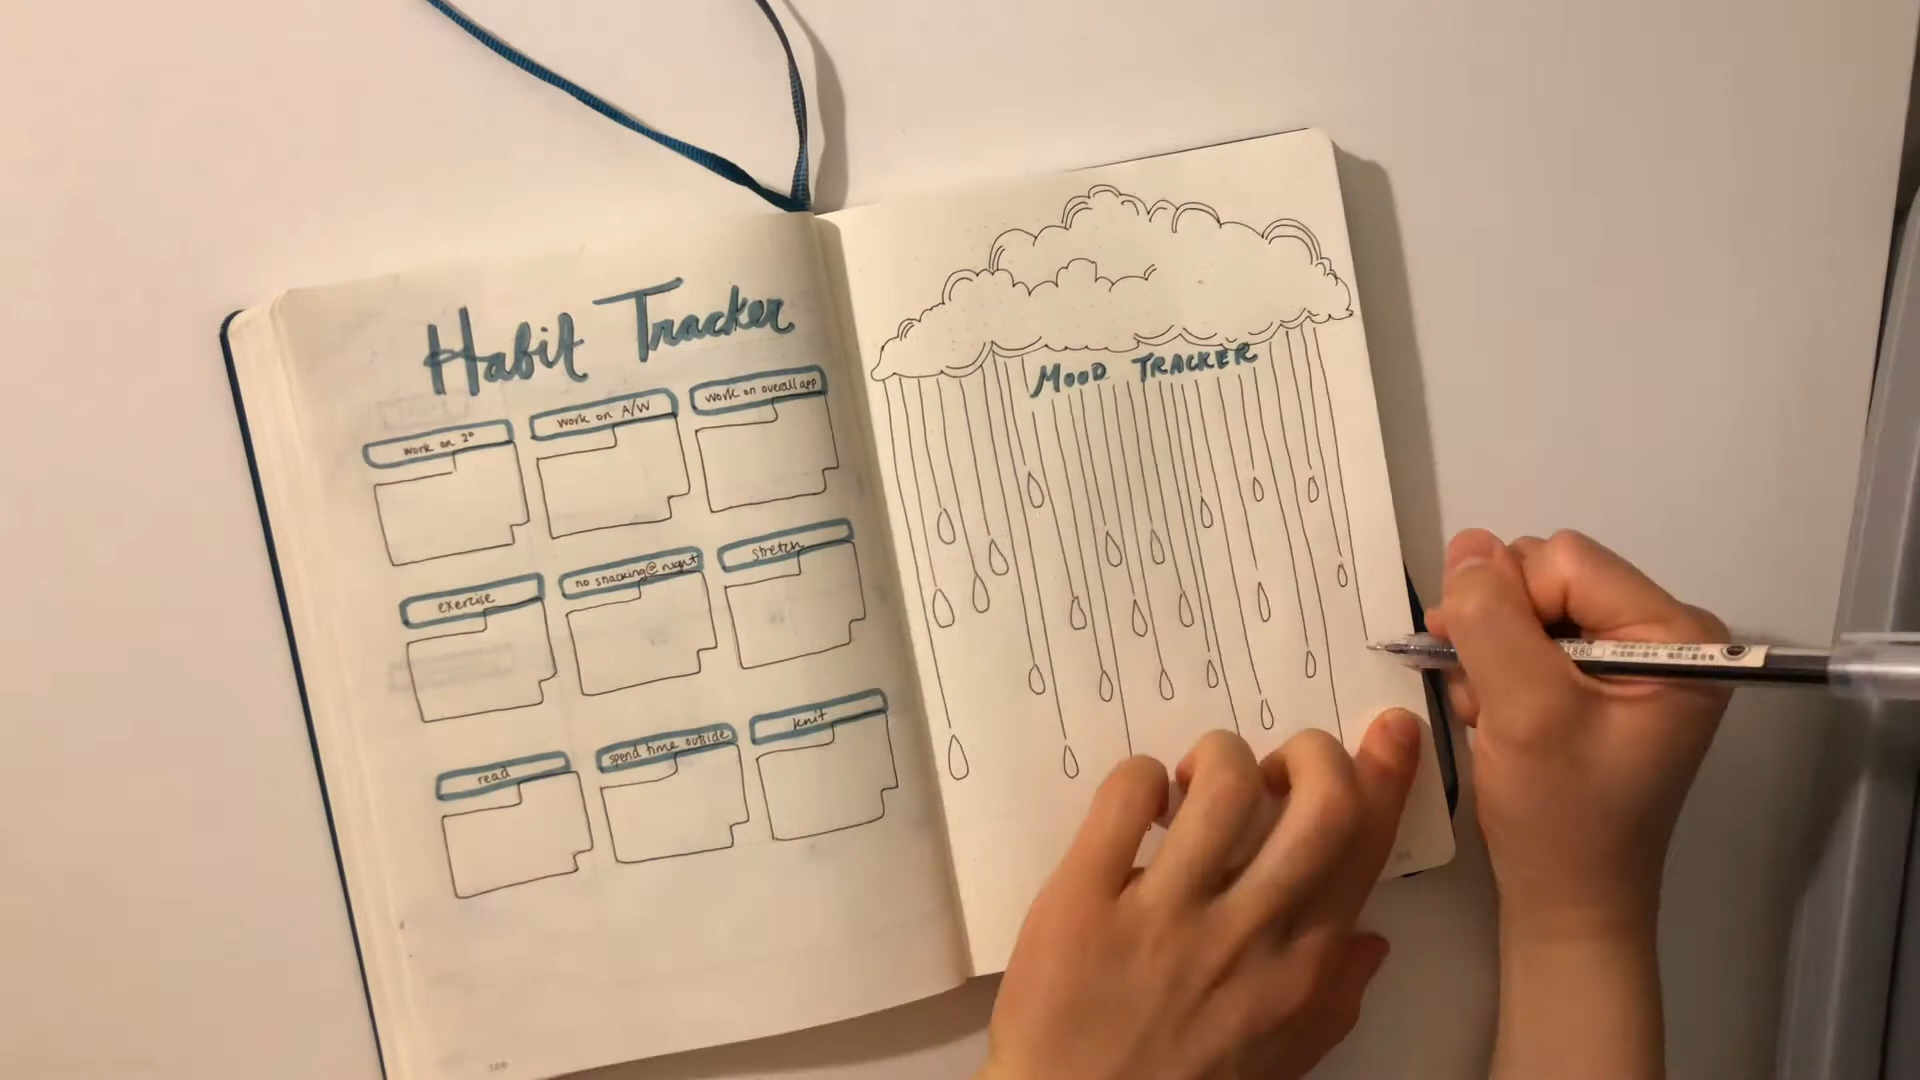 Habit Tracker
work on 2°
work on A/W
work on overall app
exercise
no snacking @ night
stretch
read
spend time outside
knit
MOOD TRACKER
1880